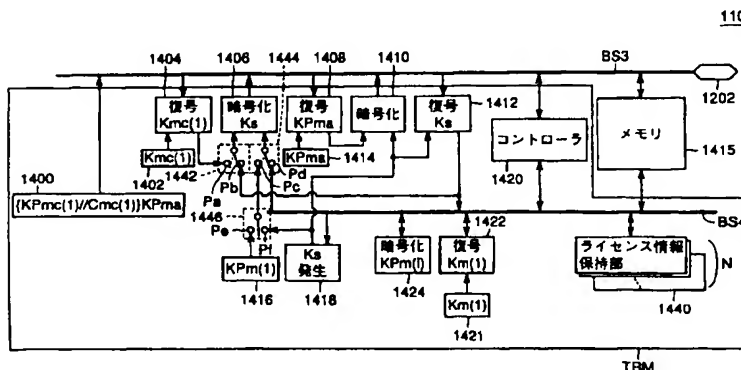 110
1404
1406
1444
1408
1410
BS3
1202
復号
Kmc(1)
暗号化
Ks
復号
KPma
暗号化
復号
Ks
1412
コントローラ
1420
メモリ
1415
Kmc(1)
1402
1442
KPma
1414
Pa
Pb
Pc
Pd
1400
{KPmc(1)//Cmc(1)}KPma
1446
Pe
Pf
1422
BS4
KPm(1)
1416
Ks
発生
1418
暗号化
KPm(i)
1424
復号
Km(1)
Km(1)
1421
ライセンス情報
保持部
N
1440
TRM